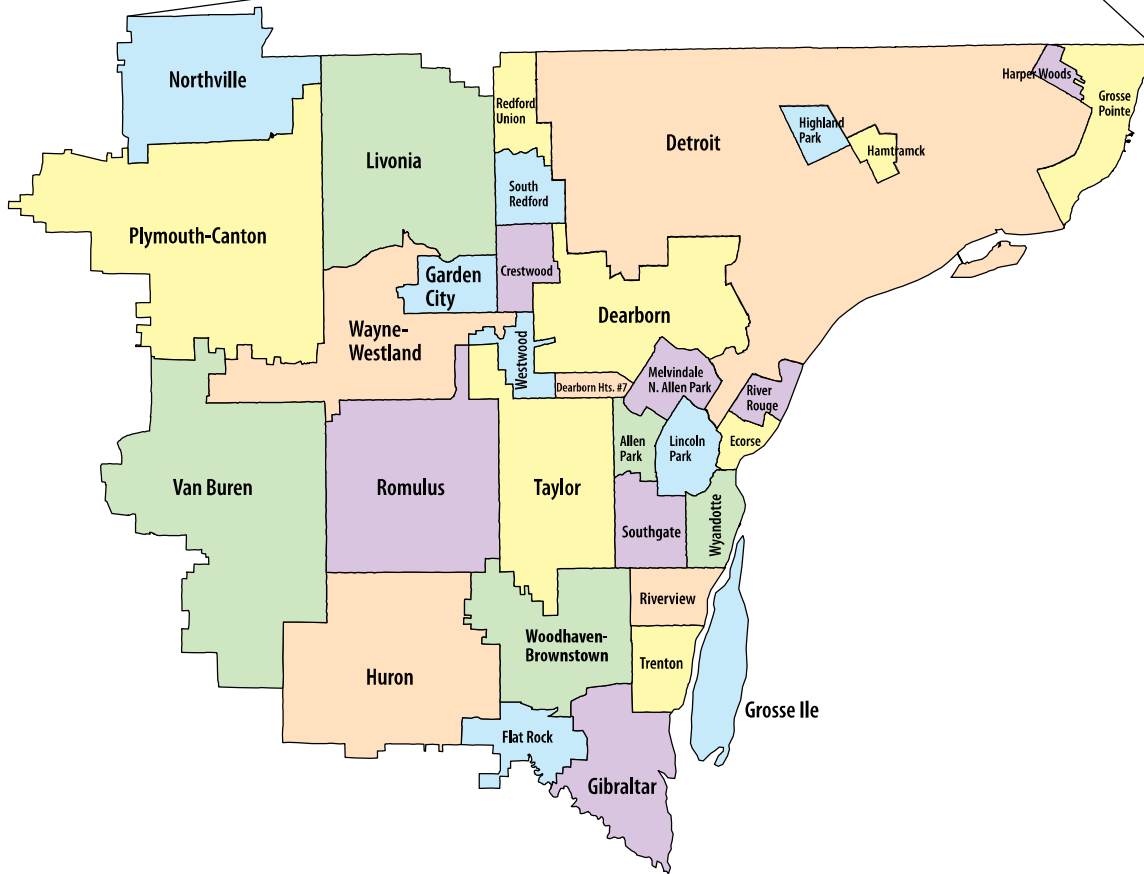 Northville
Redford
Union
Harper Woods
Grosse
Pointe
Highland
Park
Hamtramck
Detroit
Livonia
South
Redford
Plymouth-Canton
Crestwood
Garden
City
Dearborn
Wayne-
Westland
Westwood
Dearborn Hts. #7
Melvindale
N. Allen Park
River
Rouge
Allen
Park
Lincoln
Park
Ecorse
Van Buren
Romulus
Taylor
Southgate
Wyandotte
Riverview
Woodhaven-
Brownstown
Trenton
Huron
Grosse Ile
Flat Rock
Gibraltar